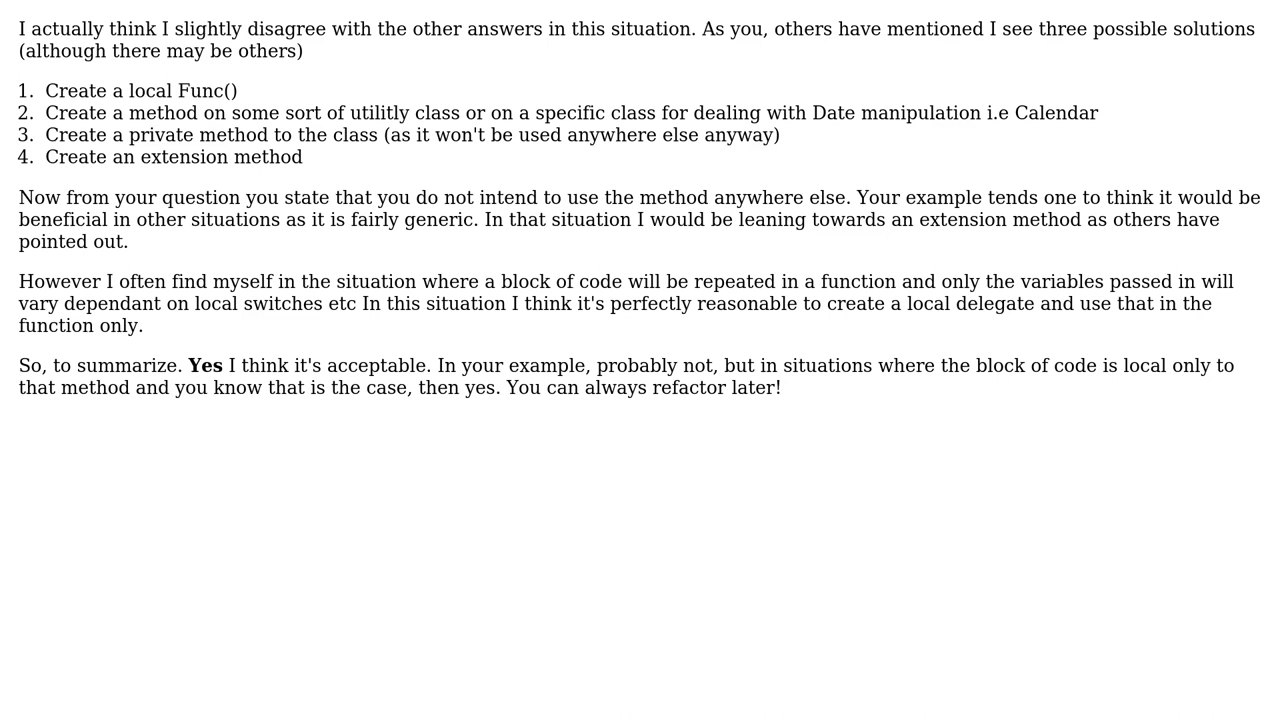 I actually think I slightly disagree with the other answers in this situation. As you, others have mentioned I see three possible solutions
(although there may be others)
1. Create a local Func()
2. Create a method on some sort of utilitly class or on a specific class for dealing with Date manipulation i.e Calendar
3. Create a private method to the class (as it won't be used anywhere else anyway)
4. Create an extension method
Now from your question you state that you do not intend to use the method anywhere else. Your example tends one to think it would be
beneficial in other situations as it is fairly generic. In that situation I would be leaning towards an extension method as others have
pointed out.
However I often find myself in the situation where a block of code will be repeated in a function and only the variables passed in will
vary dependant on local switches etc In this situation I think it's perfectly reasonable to create a local delegate and use that in the
function only.
So, to summarize. Yes I think it's acceptable. In your example, probably not, but in situations where the block of code is local only to
that method and you know that is the case, then yes. You can always refactor later!